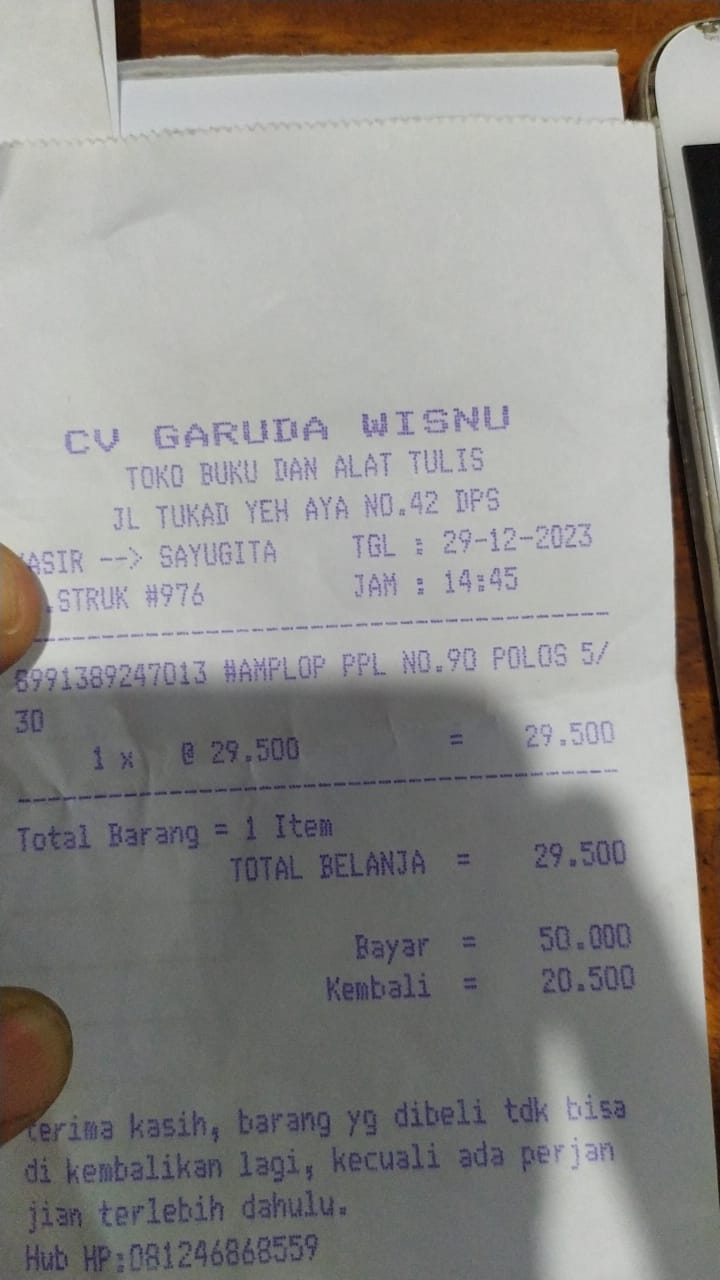 CV GARUDA WISNU
TOKO BUKU DAN ALAT TULIS
JL TUKAD YEH AYA NO.42 DPS
ASIR --> SAYUGITA TGL : 29-12-2023
.STRUK #976 JAM : 14:45
8991389247013 #AMPLOP PPL NO.90 POLOS 5/
30
1 x @ 29.500 = 29.500
Total Barang = 1 Item
TOTAL BELANJA = 29.500
Bayar = 50.000
Kembali = 20.500
terima kasih, barang yg dibeli tdk bisa
di kembalikan lagi, kecuali ada perjan
jian terlebih dahulu.
Hub HP:081246868559